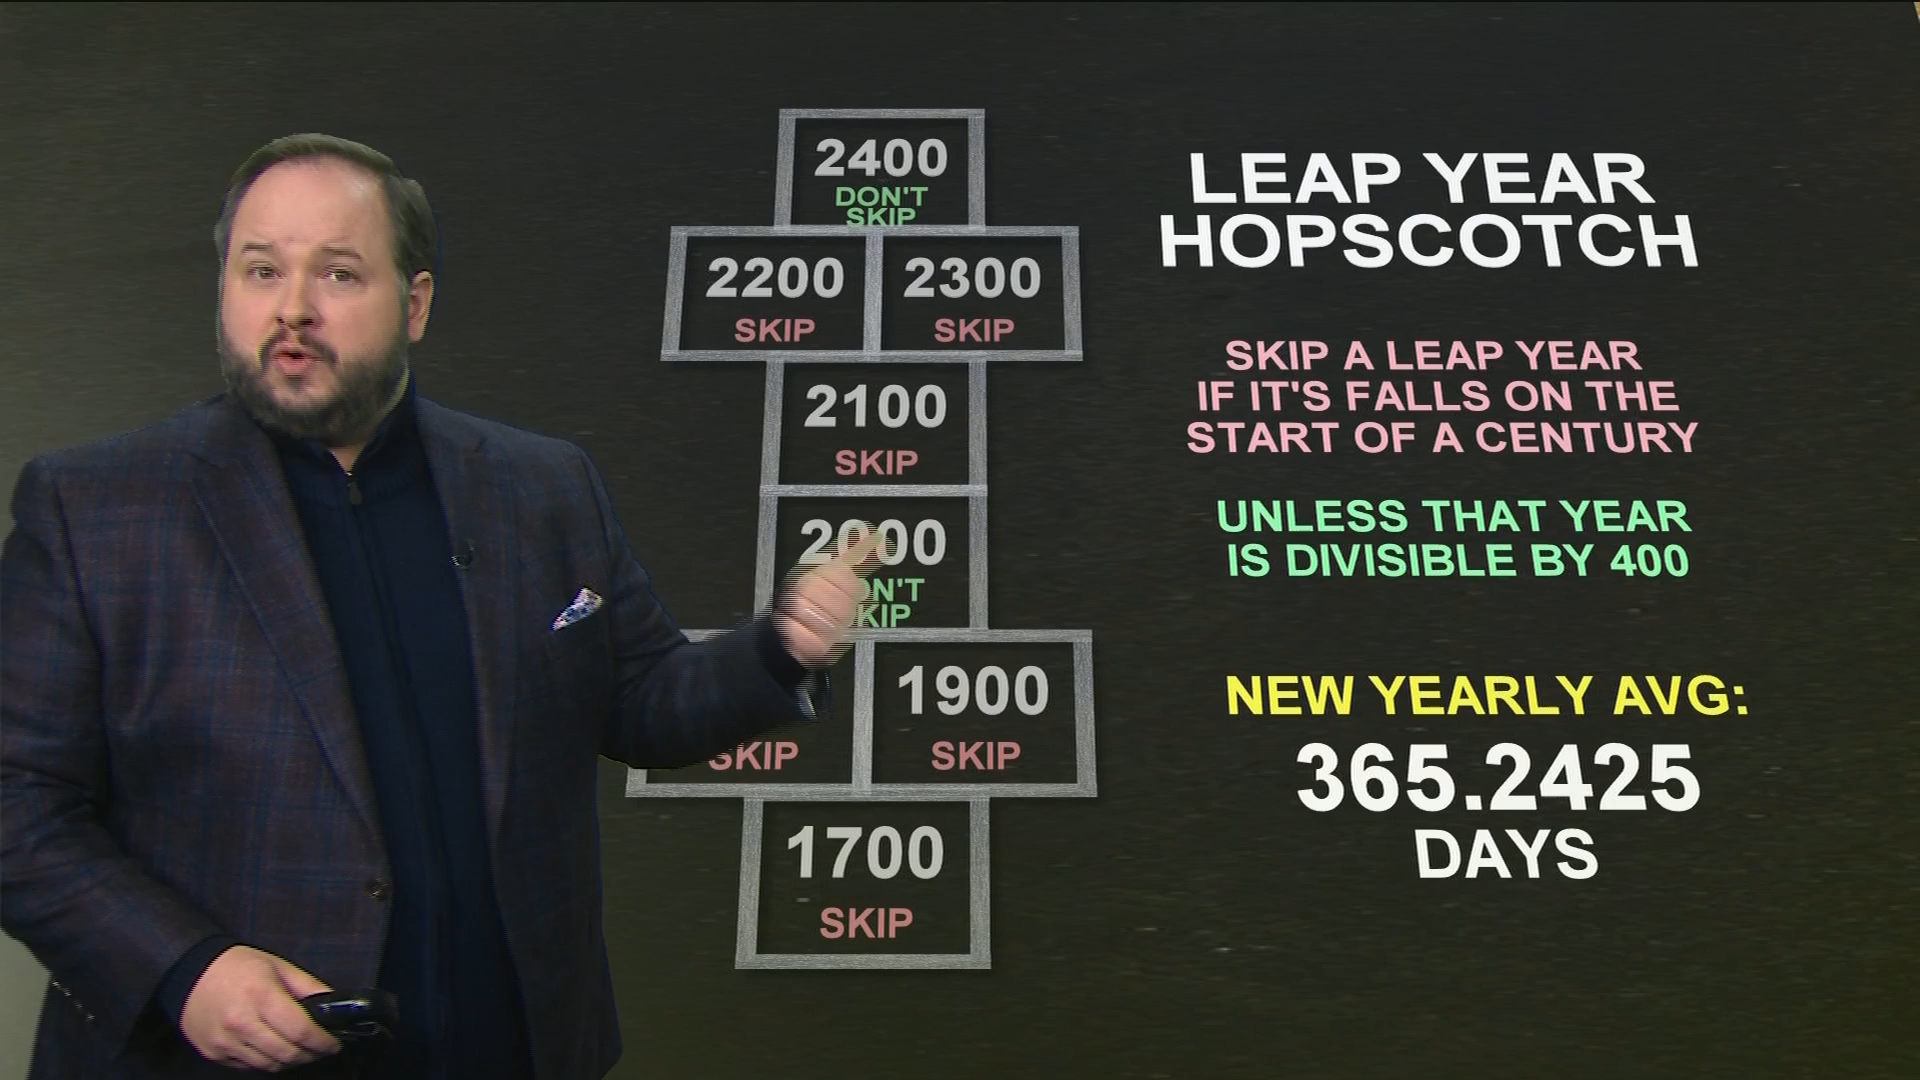 2400
DON'T
SKIP
2200
SKIP
2300
SKIP
2100
SKIP
2000
SKIP
1900
SKIP
1700
SKIP
LEAP YEAR
HOPSCOTCH
SKIP A LEAP YEAR
IF IT'S FALLS ON THE
START OF A CENTURY
UNLESS THAT YEAR
IS DIVISIBLE BY 400
NEW YEARLY AVG:
365.2425
DAYS